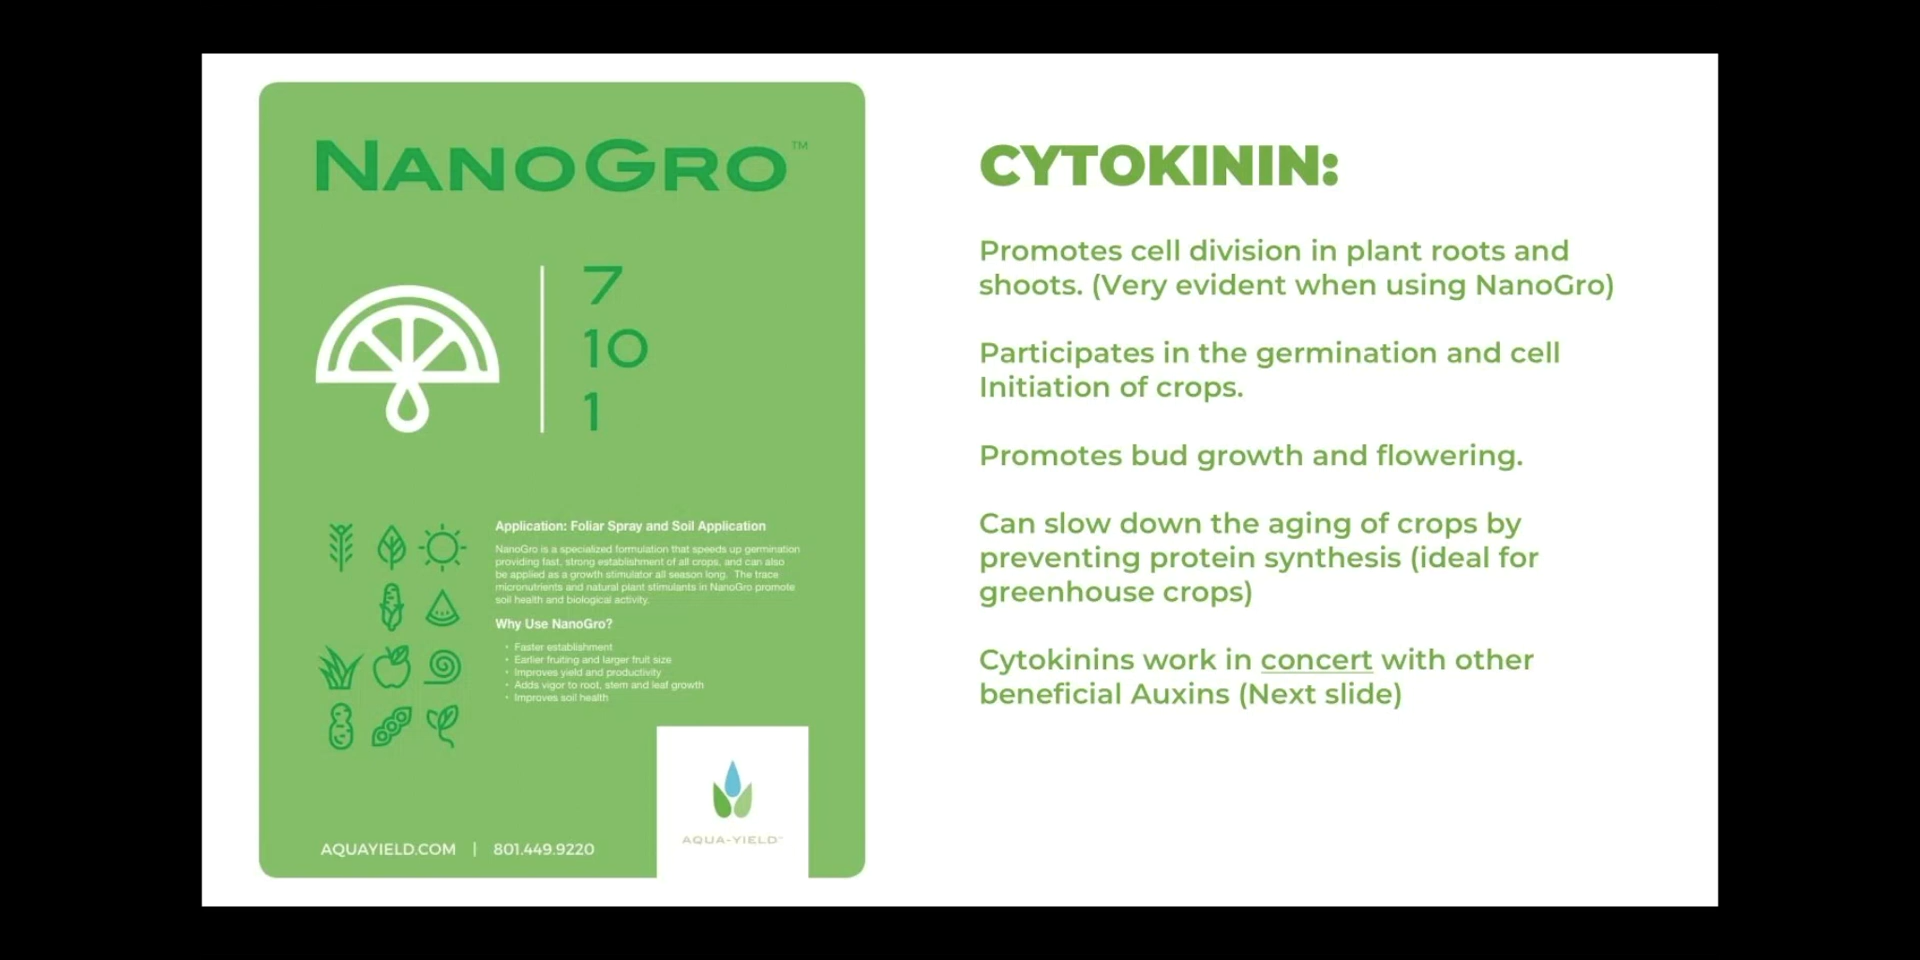 NANOGRO™
7
10
1
Application: Foliar Spray and Soil Application
NanoGro is a specialized formulation that speeds up germination
providing fast, strong establishment of all crops, and can also
be applied as a growth stimulator all season long. The trace
micronutrients and natural plant stimulants in NanoGro promote
soil health and biological activity.
Why Use NanoGro?
• Faster establishment
• Earlier fruiting and larger fruit size
• Improves yield and productivity
• Adds vigor to root, stem and leaf growth
• Improves soil health
AQUA-YIELD™
AQUAYIELD.COM | 801.449.9220
CYTOKININ:
Promotes cell division in plant roots and
shoots. (Very evident when using NanoGro)
Participates in the germination and cell
Initiation of crops.
Promotes bud growth and flowering.
Can slow down the aging of crops by
preventing protein synthesis (ideal for
greenhouse crops)
Cytokinins work in concert with other
beneficial Auxins (Next slide)